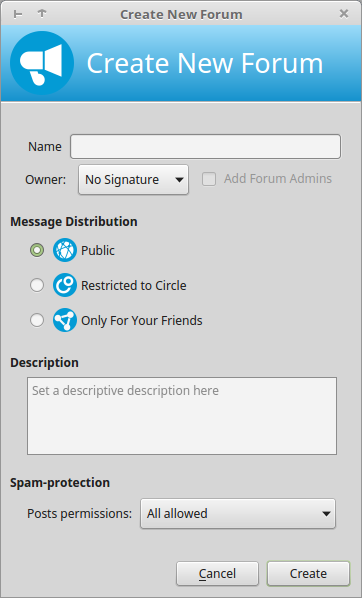 Create New Forum
Create New Forum
Name
Owner: No Signature Add Forum Admins
Message Distribution
Public
Restricted to Circle
Only For Your Friends
Description
Set a descriptive description here
Spam-protection
Posts permissions: All allowed
Cancel Create